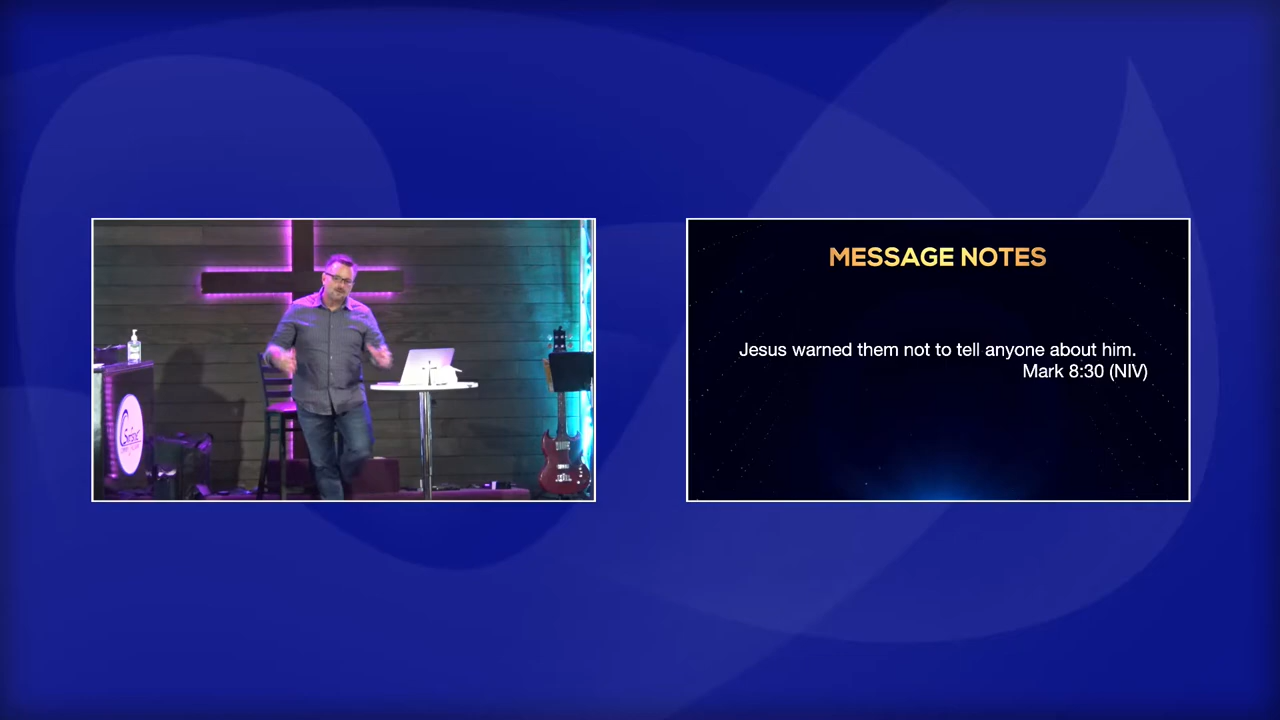 MESSAGE NOTES
Jesus warned them not to tell anyone about him.
Mark 8:30 (NIV)